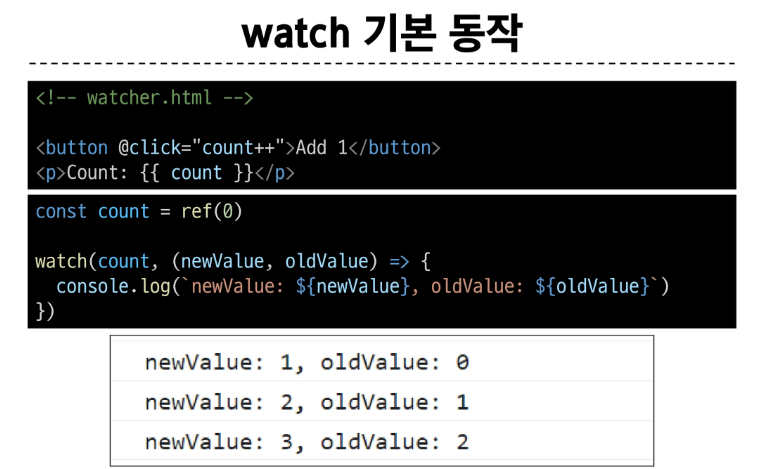 watch 기본 동작
<!-- watcher.html -->
<button @click="count++">Add 1</button>
<p>Count: {{ count }}</p>
const count = ref(0)
watch(count, (newValue, oldValue) => {
  console.log(`newValue: ${newValue}, oldValue: ${oldValue}`)
})
newValue: 1, oldValue: 0
newValue: 2, oldValue: 1
newValue: 3, oldValue: 2